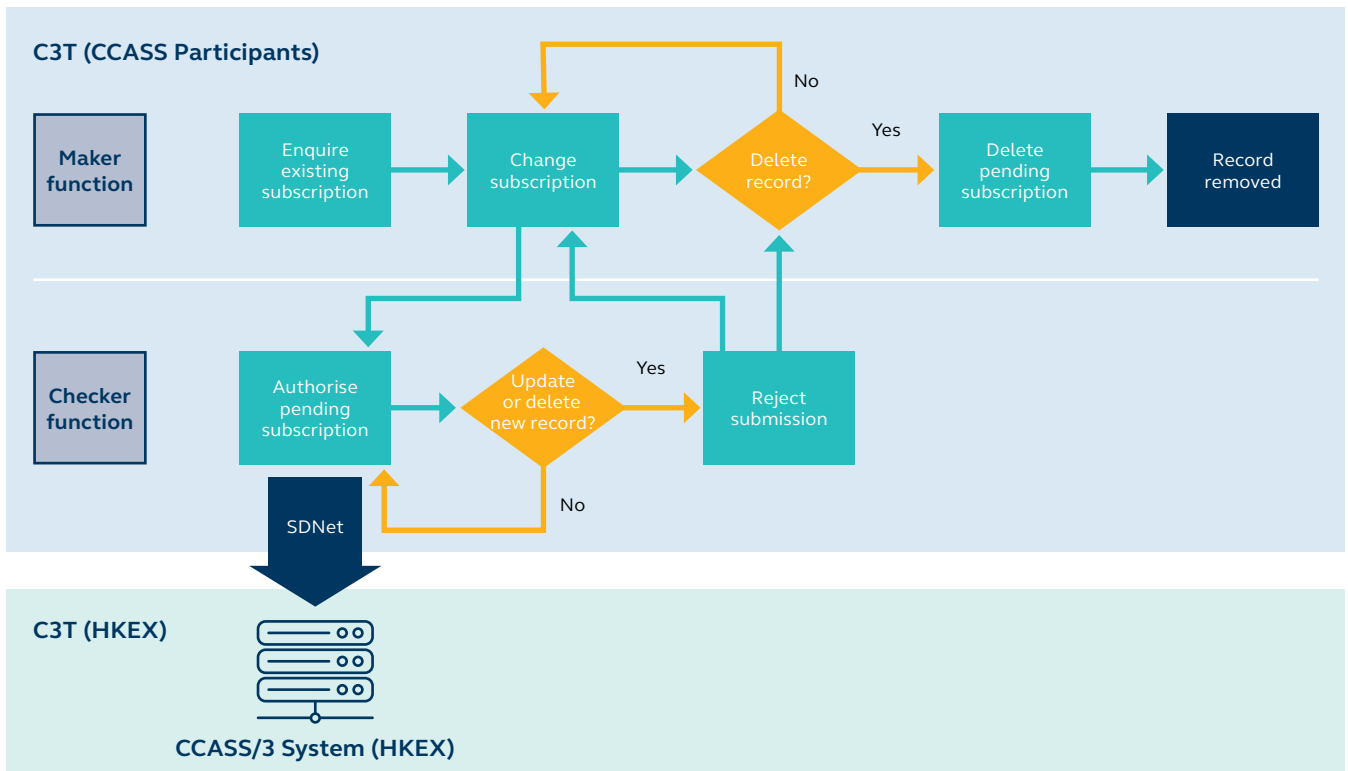 C3T (CCASS Participants)
No
Maker
function
Enquire
existing
subscription
Change
subscription
Delete
record?
Yes
Delete
pending
subscription
Record
removed
Checker
function
Authorise
pending
subscription
Update
or delete
new record?
Yes
Reject
submission
No
SDNet
C3T (HKEX)
CCASS/3 System (HKEX)